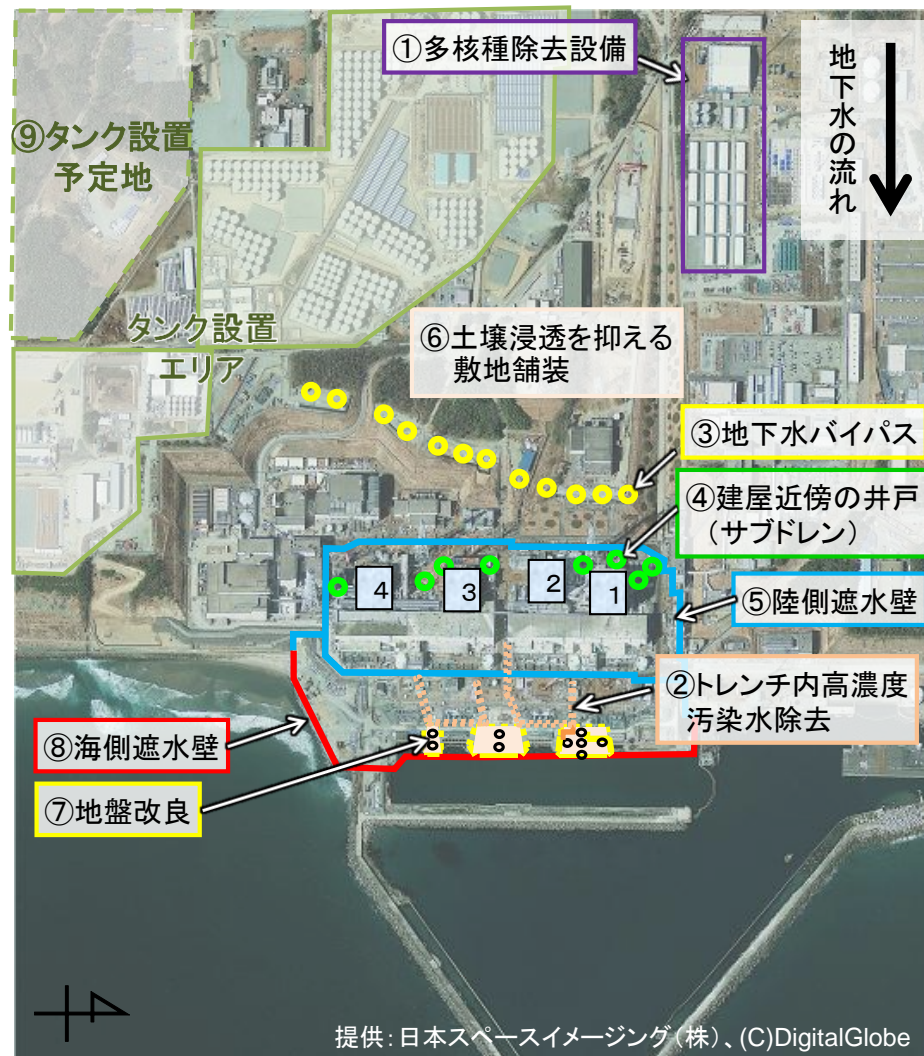 ①多核種除去設備
地下水の流れ
⑨タンク設置
予定地
タンク設置
エリア
⑥土壌浸透を抑える
敷地舗装
③地下水バイパス
④建屋近傍の井戸
(サブドレン)
4
3
2
1
⑤陸側遮水壁
②トレンチ内高濃度
汚染水除去
⑧海側遮水壁
⑦地盤改良
提供:日本スペースイメージング(株)、(C)DigitalGlobe